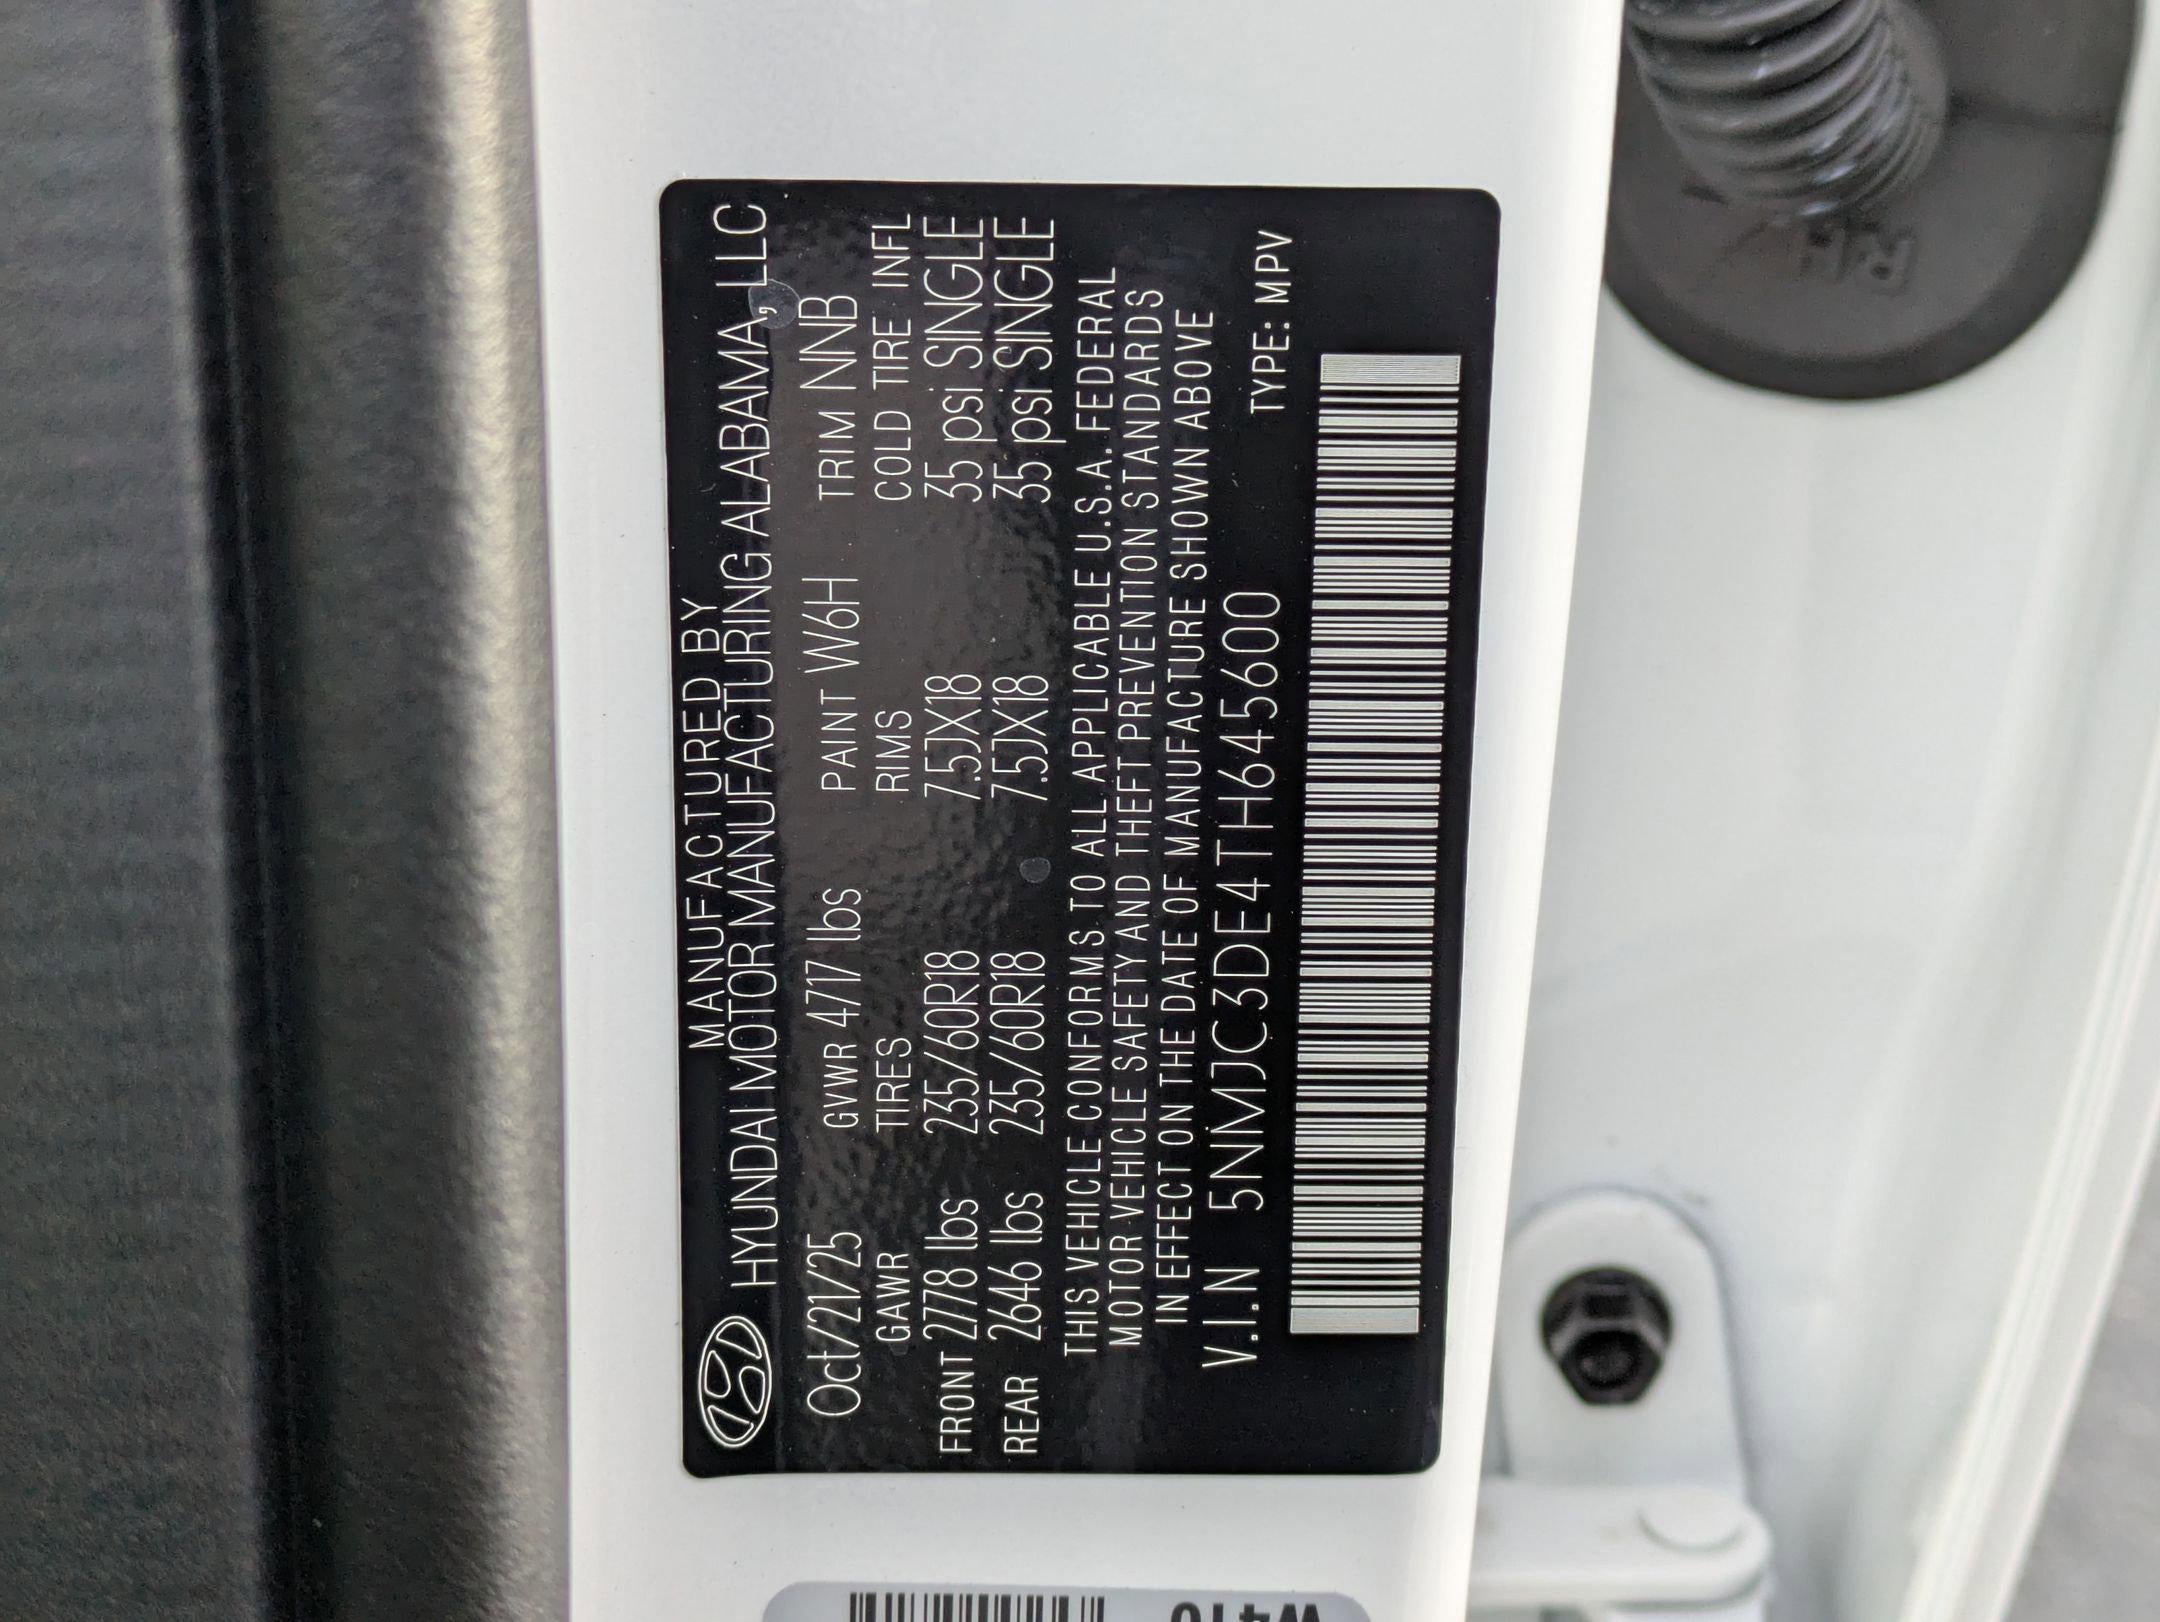 MANUFACTURED BY
HYUNDAI MOTOR MANUFACTURING ALABAMA, LLC
Oct/21/25 GVWR 4717 lbs PAINT W6H TRIM NNB
GAWR TIRES RIMS COLD TIRE INFL
FRONT 2778 lbs 235/60R18 7.5JX18 35 psi SINGLE
REAR 2646 lbs 235/60R18 7.5JX18 35 psi SINGLE
THIS VEHICLE CONFORMS TO ALL APPLICABLE U.S.A. FEDERAL
MOTOR VEHICLE SAFETY AND THEFT PREVENTION STANDARDS
IN EFFECT ON THE DATE OF MANUFACTURE SHOWN ABOVE
V.I.N 5NMJC3DE4TH645600 TYPE: MPV
RH